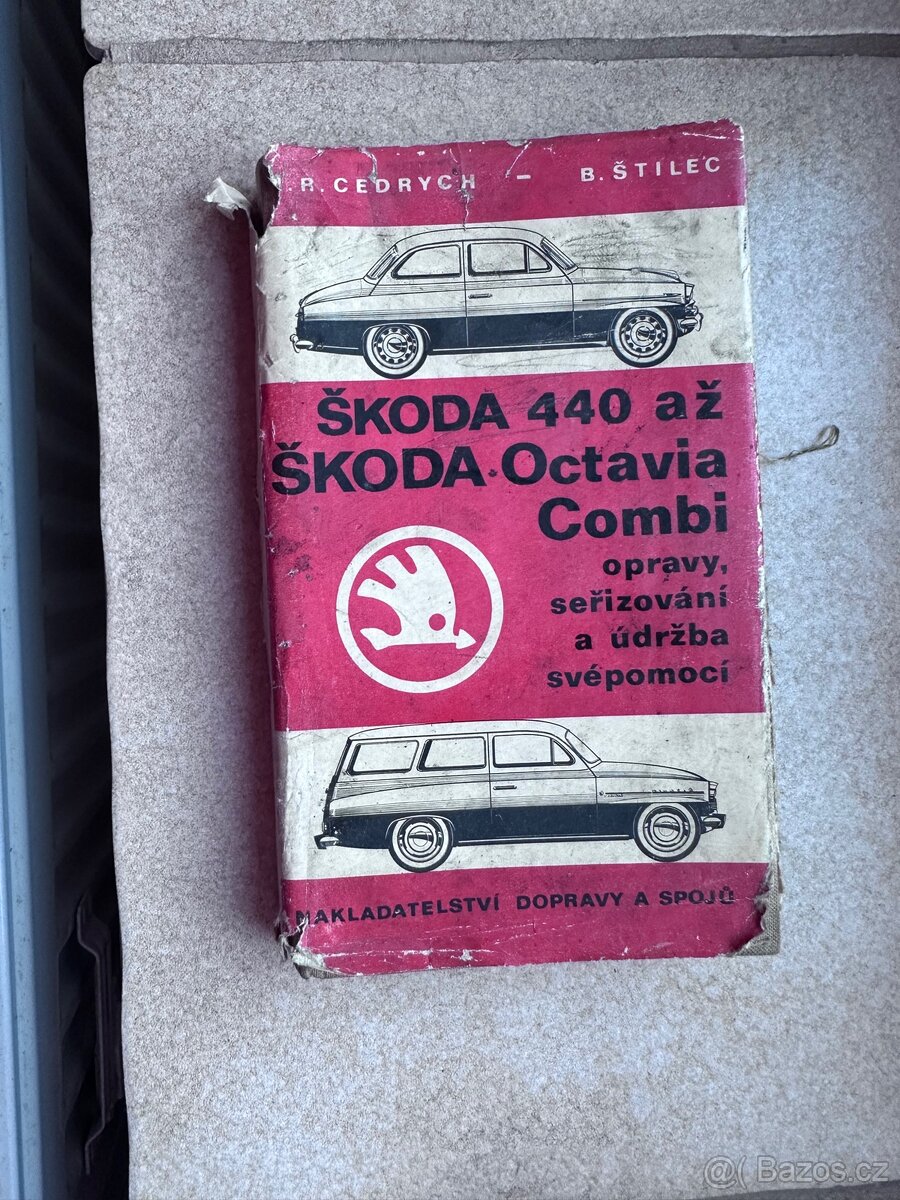 R. CEDRYCH - B. ŠTILEC
ŠKODA 440 až
ŠKODA·Octavia
Combi
opravy,
seřizování
a údržba
svépomocí
NAKLADATELSTVÍ DOPRAVY A SPOJŮ
@ Bazos.cz